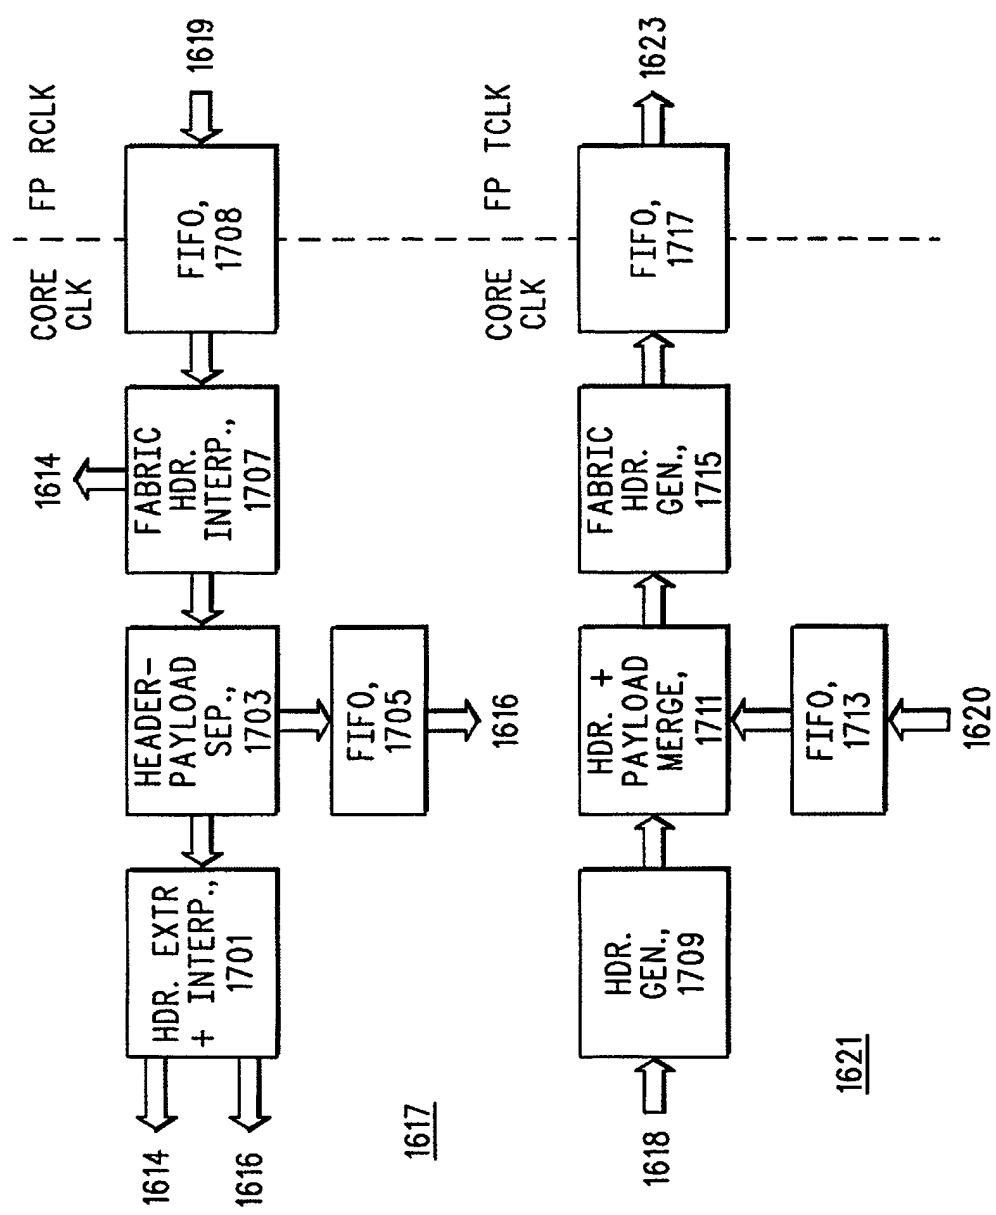 1614
1616
HDR. EXTR
+ INTERP.,
1701
HEADER-
PAYLOAD
SEP.,
1703
FIFO,
1705
1616
1614
FABRIC
HDR.
INTERP.,
1707
CORE
CLK
FP RCLK
FIFO,
1708
1619
1617
1618
HDR.
GEN.,
1709
HDR. +
PAYLOAD
MERGE,
1711
FIFO,
1713
1620
FABRIC
HDR.
GEN.,
1715
CORE
CLK
FP TCLK
FIFO,
1717
1623
1621